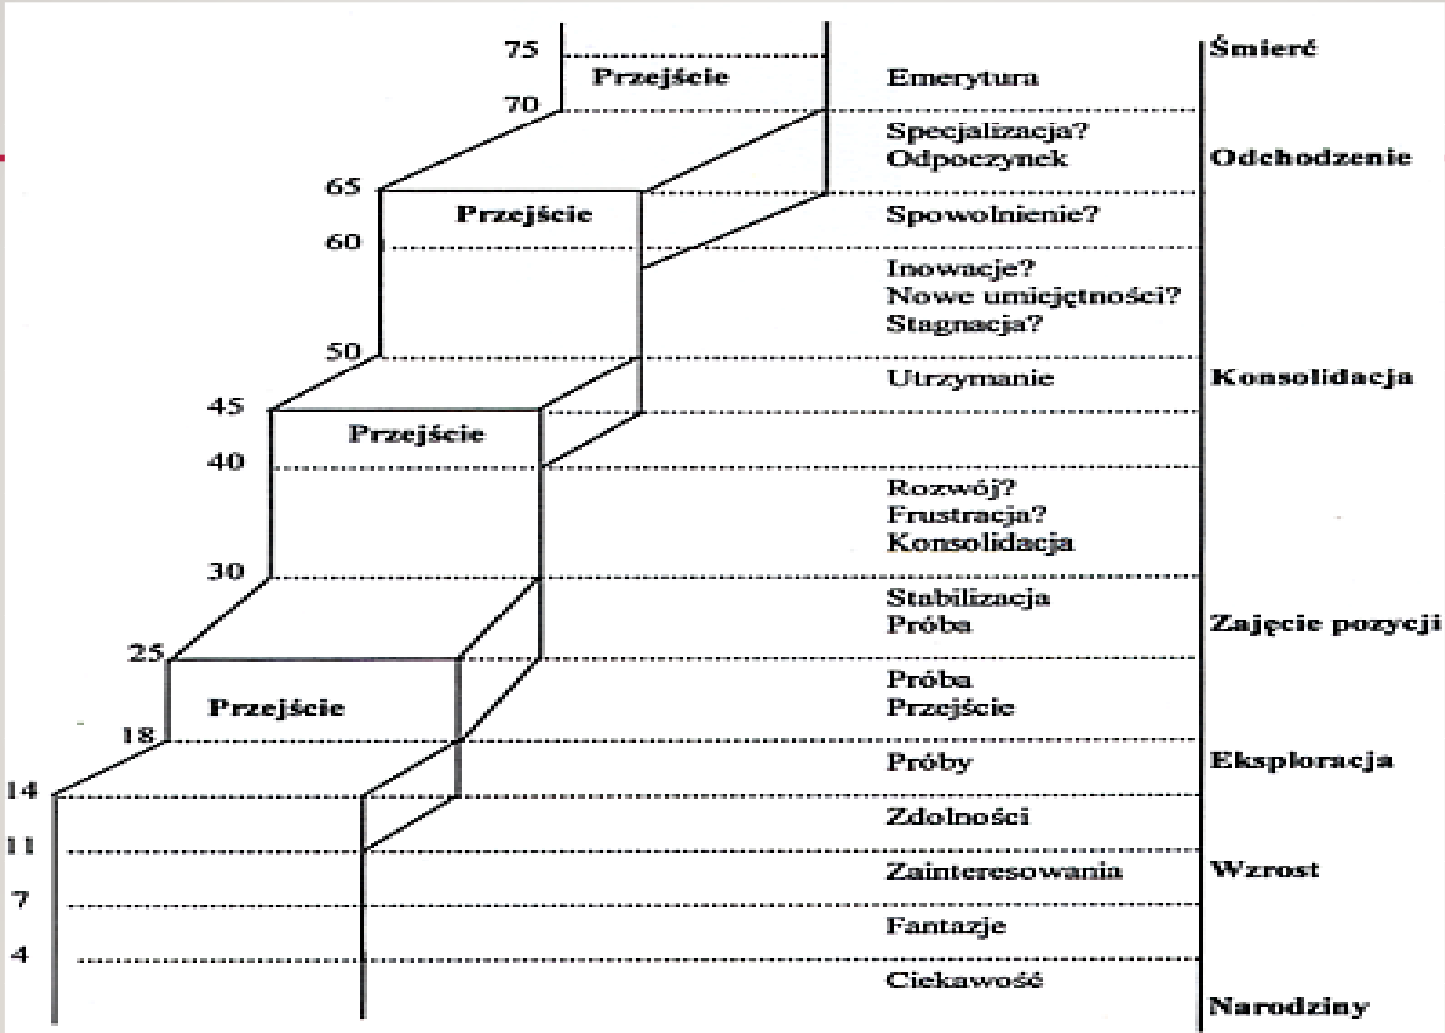 75
Śmierć
Przejście
Emerytura
70
Specjalizacja?
Odpoczynek
Odchodzenie
65
Przejście
Spowolnienie?
60
Inowacje?
Nowe umiejętności?
Stagnacja?
50
Utrzymanie
Konsolidacja
45
Przejście
40
Rozwój?
Frustracja?
Konsolidacja
30
Stabilizacja
Próba
Zajęcie pozycji
25
Próba
Przejście
Przejście
18
Próby
Eksploracja
14
Zdolności
11
Zainteresowania
Wzrost
7
Fantazje
4
Ciekawość
Narodziny